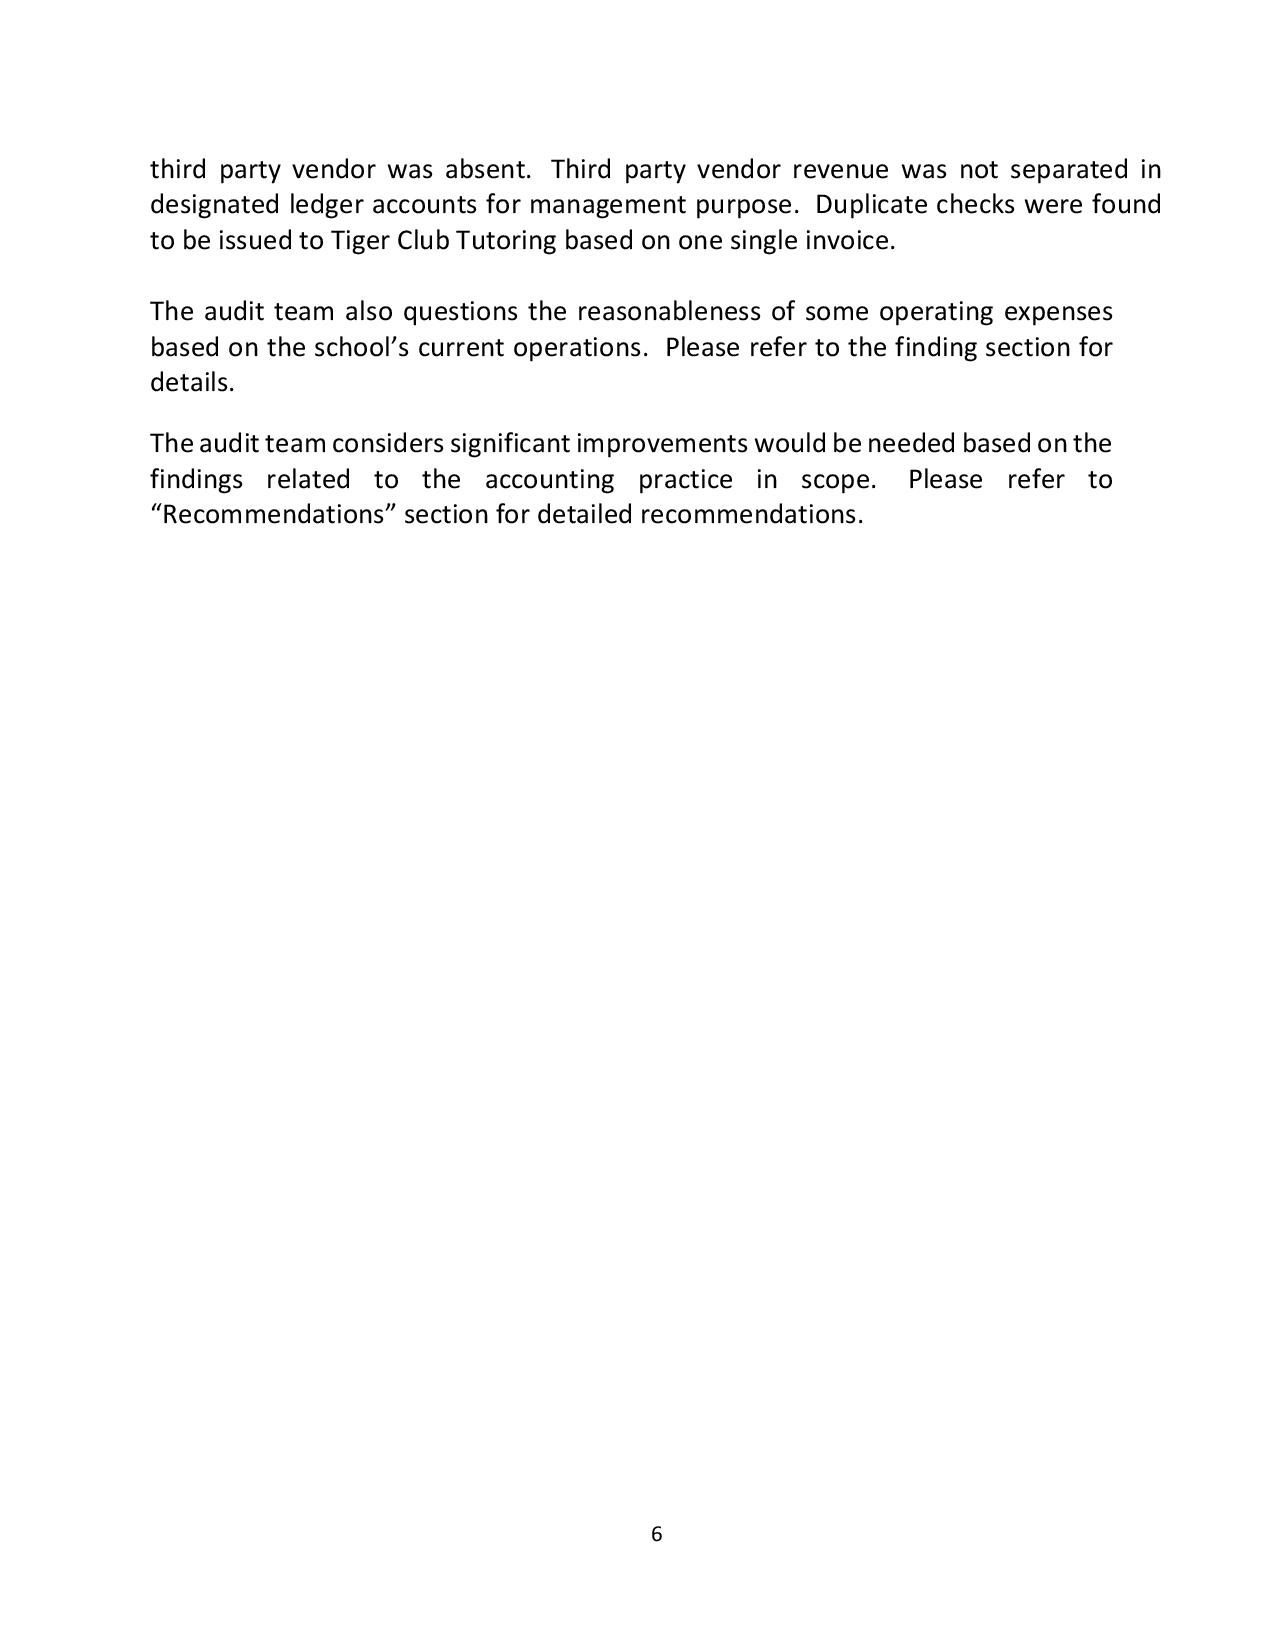 third party vendor was absent.  Third party vendor revenue was not separated in
designated ledger accounts for management purpose.  Duplicate checks were found
to be issued to Tiger Club Tutoring based on one single invoice.
The audit team also questions the reasonableness of some operating expenses
based on the school’s current operations.  Please refer to the finding section for
details.
The audit team considers significant improvements would be needed based on the
findings related to the accounting practice in scope.  Please refer to
“Recommendations” section for detailed recommendations.
6